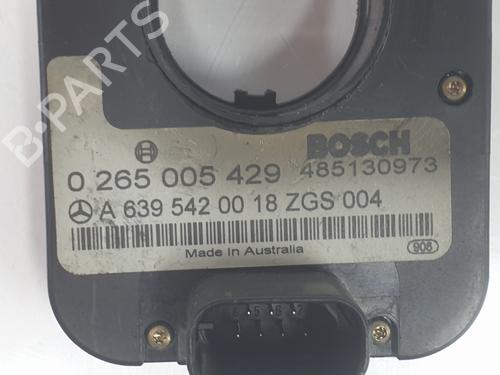 B-PARTS
BOSCH
0 265 005 429 485130973
A 639 542 00 18 ZGS 004
Made in Australia
908